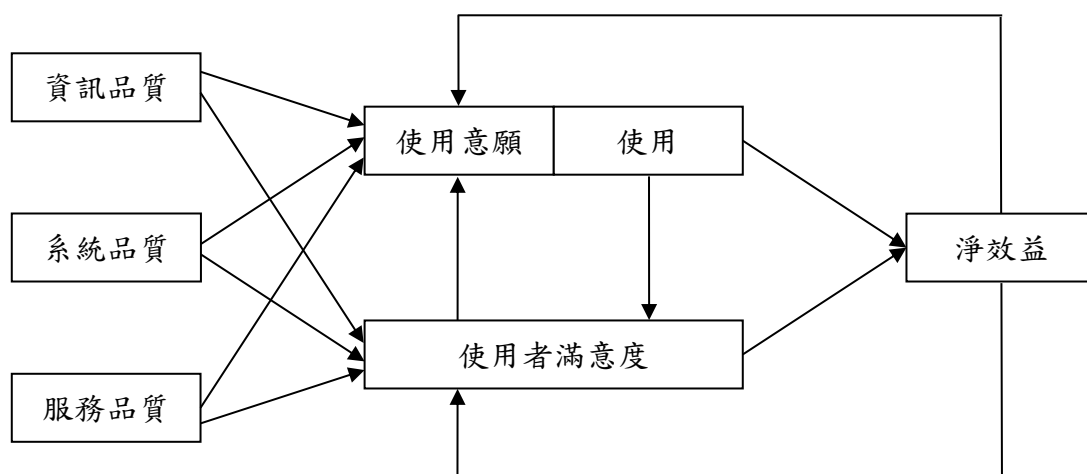 資訊品質
使用意願
使用
系統品質
淨效益
使用者滿意度
服務品質